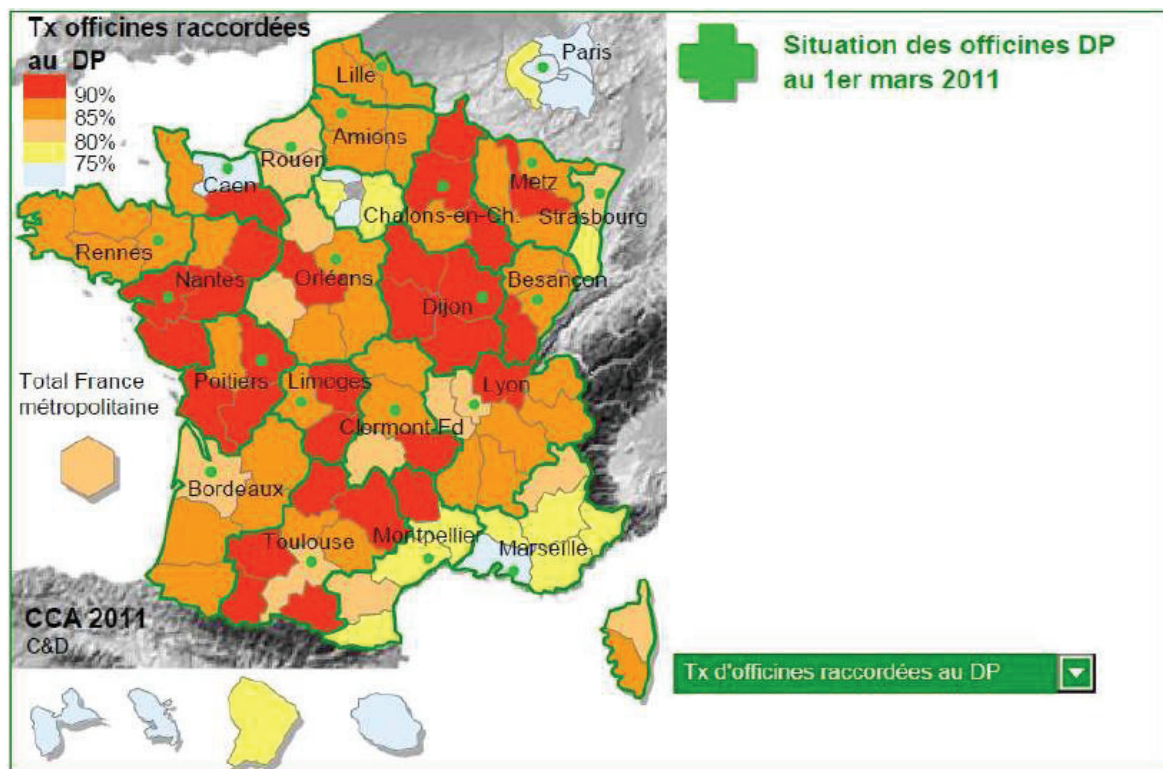 Tx officines raccordées
au DP
90%
85%
80%
75%
Paris
Situation des officines DP
au 1er mars 2011
Lille
Amions
Rouen
Caen
Metz
Chalons-en-Ch.
Strasbourg
Rennes
Nantes
Orléans
Besançon
Dijon
Total France
métropolitaine
Poitiers
Limoges
Lyon
Clormont-Fd
Bordeaux
Toulouse
Montpellier
Marseille
CCA 2011
C&D
Tx d'officines raccordées au DP